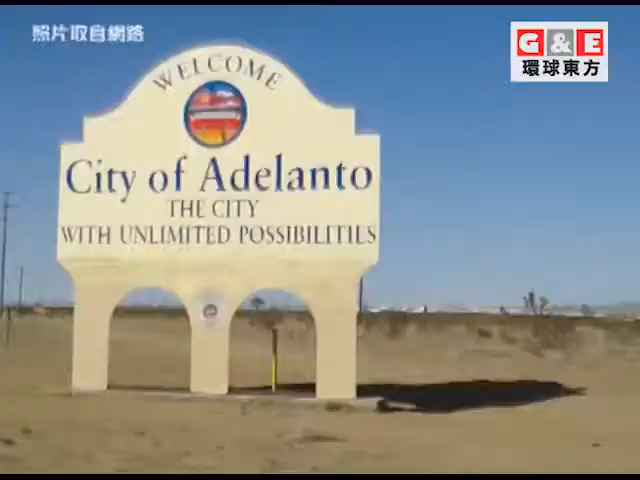 照片取自網路
G&E
環球東方
WELCOME
City of Adelanto
THE CITY
WITH UNLIMITED POSSIBILITILS